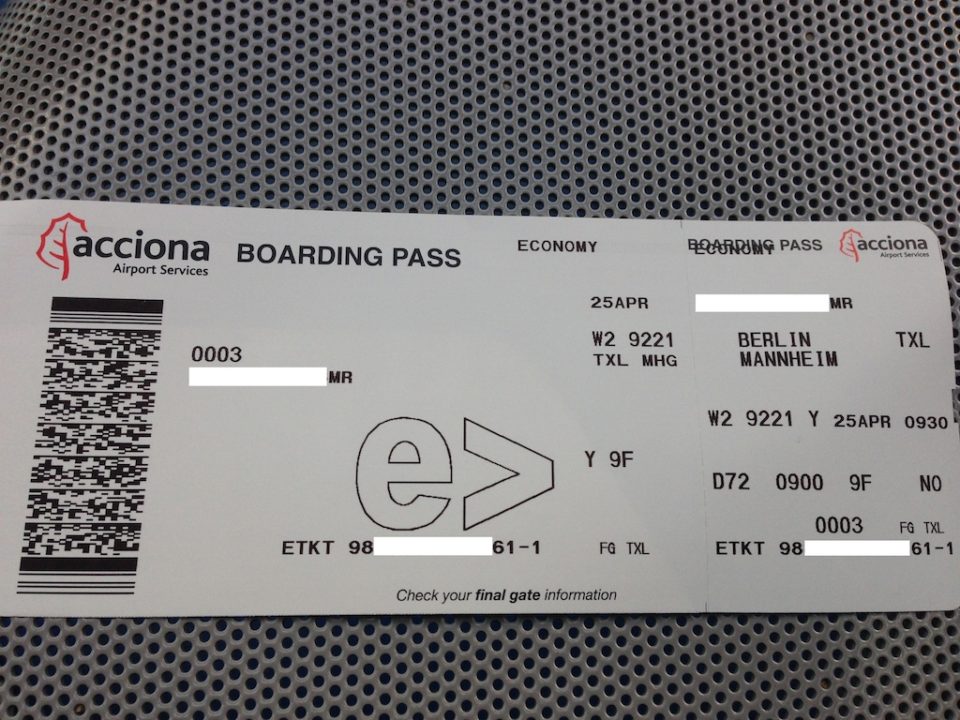 acciona
Airport Services
BOARDING PASS
ECONOMY
25APR
W2 9221
TXL MHG
0003
MR
e>
Y 9F
ETKT 98 61-1 FG TXL
Check your final gate information
BOARDING PASS
ECONOMY
acciona
Airport Services
MR
BERLIN TXL
MANNHEIM
W2 9221 Y 25APR 0930
D72 0900 9F NO
0003 FG TXL
ETKT 98 61-1